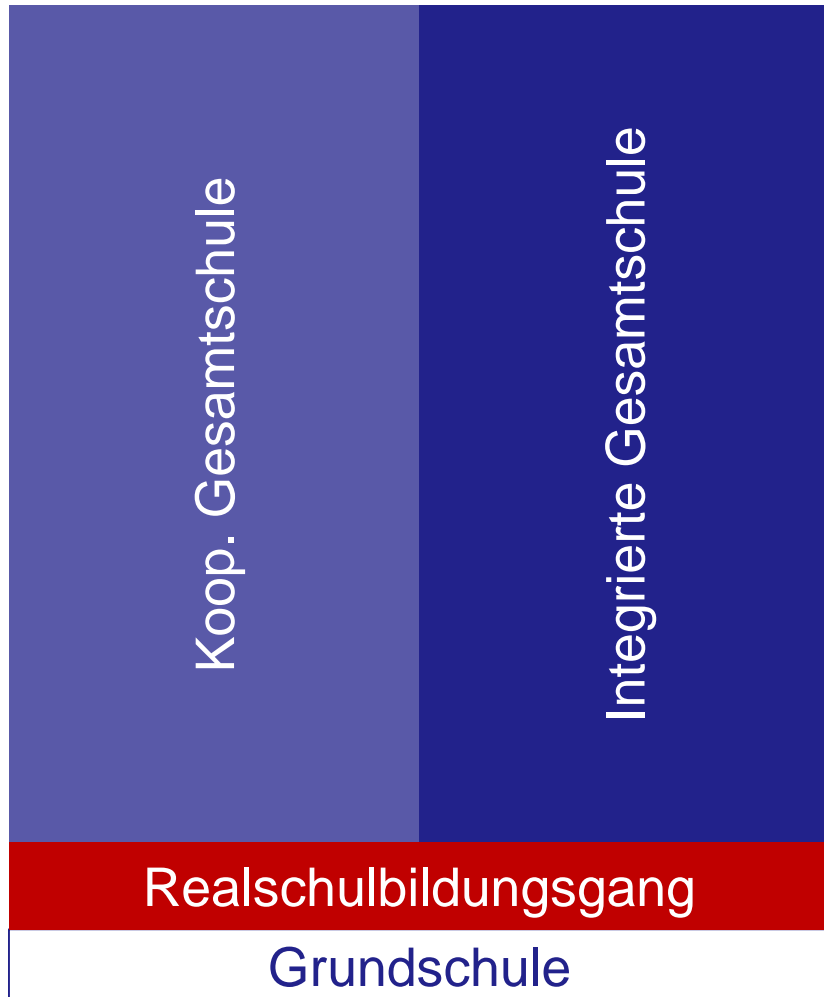 Koop. Gesamtschule
Integrierte Gesamtschule
Realschulbildungsgang
Grundschule